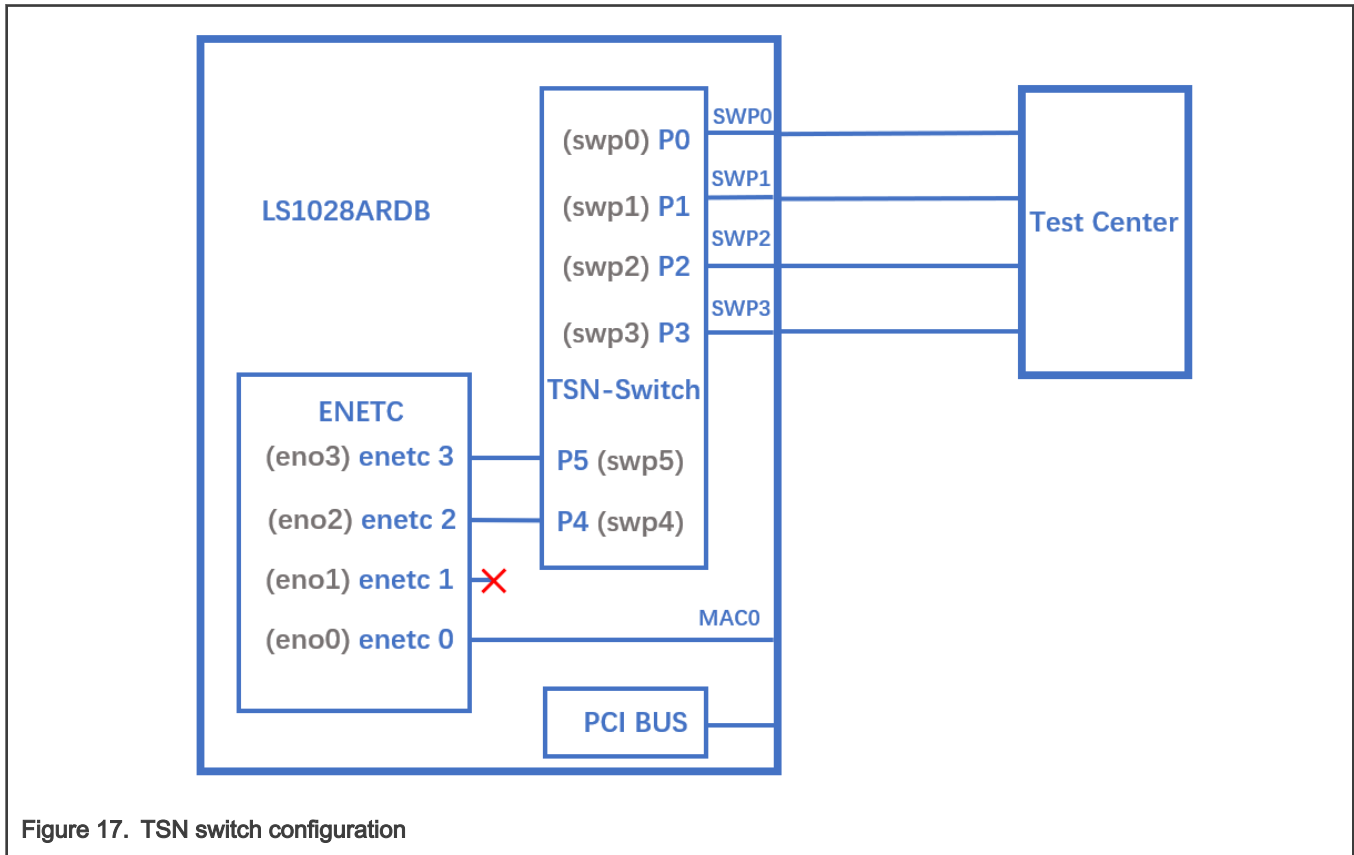 SWP0
(swp0) P0
SWP1
LS1028ARDB
(swp1) P1
Test Center
SWP2
(swp2) P2
SWP3
(swp3) P3
TSN-Switch
ENETC
(eno3) enetc 3
P5 (swp5)
(eno2) enetc 2
P4 (swp4)
(eno1) enetc 1
MAC0
(eno0) enetc 0
PCI BUS
Figure 17. TSN switch configuration